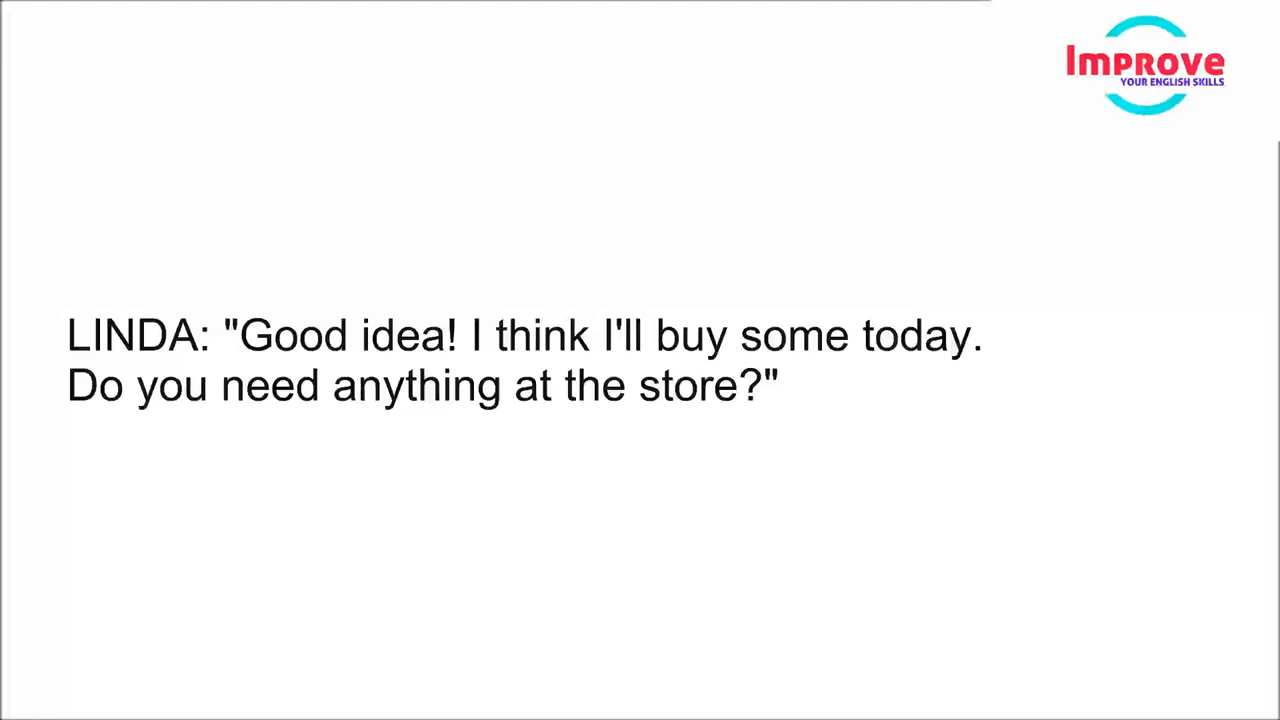 Improve
YOUR ENGLISH SKILLS
LINDA: "Good idea! I think I'll buy some today.
Do you need anything at the store?"